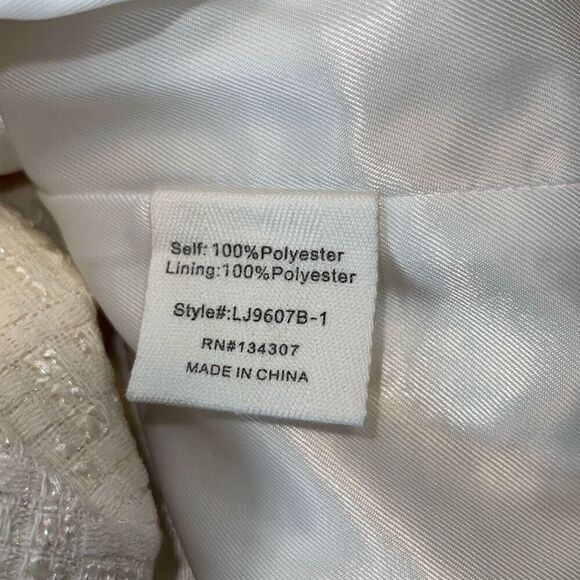 Self: 100%Polyester
Lining:100%Polyester
Style#:LJ9607B-1
RN#134307
MADE IN CHINA